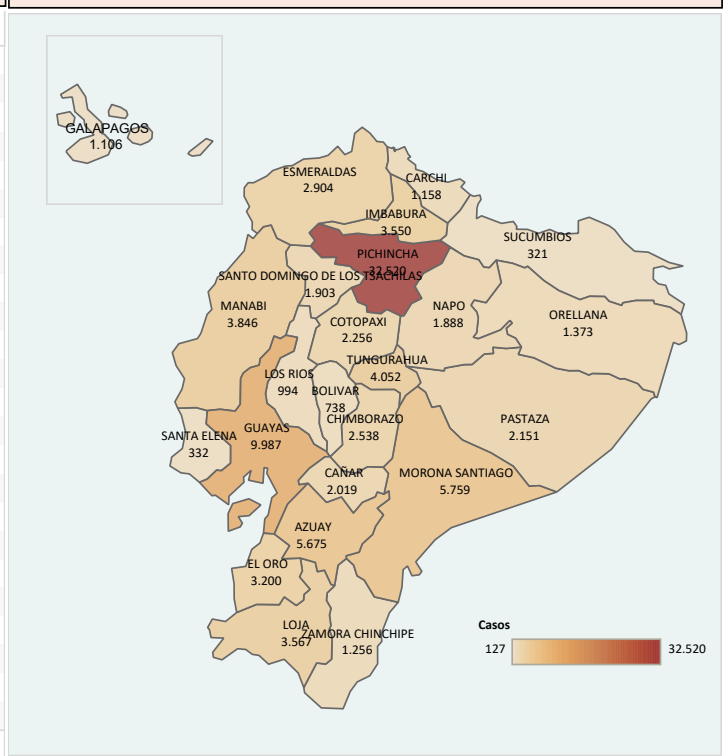 GALAPAGOS
1.106
ESMERALDAS
2.904
CARCHI
1.158
IMBABURA
3.550
SUCUMBIOS
321
PICHINCHA
32.520
SANTO DOMINGO DE LOS TSACHILAS
1.903
MANABI
3.846
NAPO
1.888
ORELLANA
1.373
COTOPAXI
2.256
TUNGURAHUA
4.052
LOS RIOS
994
BOLIVAR
738
CHIMBORAZO
2.538
PASTAZA
2.151
SANTA ELENA
332
GUAYAS
9.987
CAÑAR
2.019
MORONA SANTIAGO
5.759
AZUAY
5.675
EL ORO
3.200
LOJA
3.567
ZAMORA CHINCHIPE
1.256
Casos
127
32.520